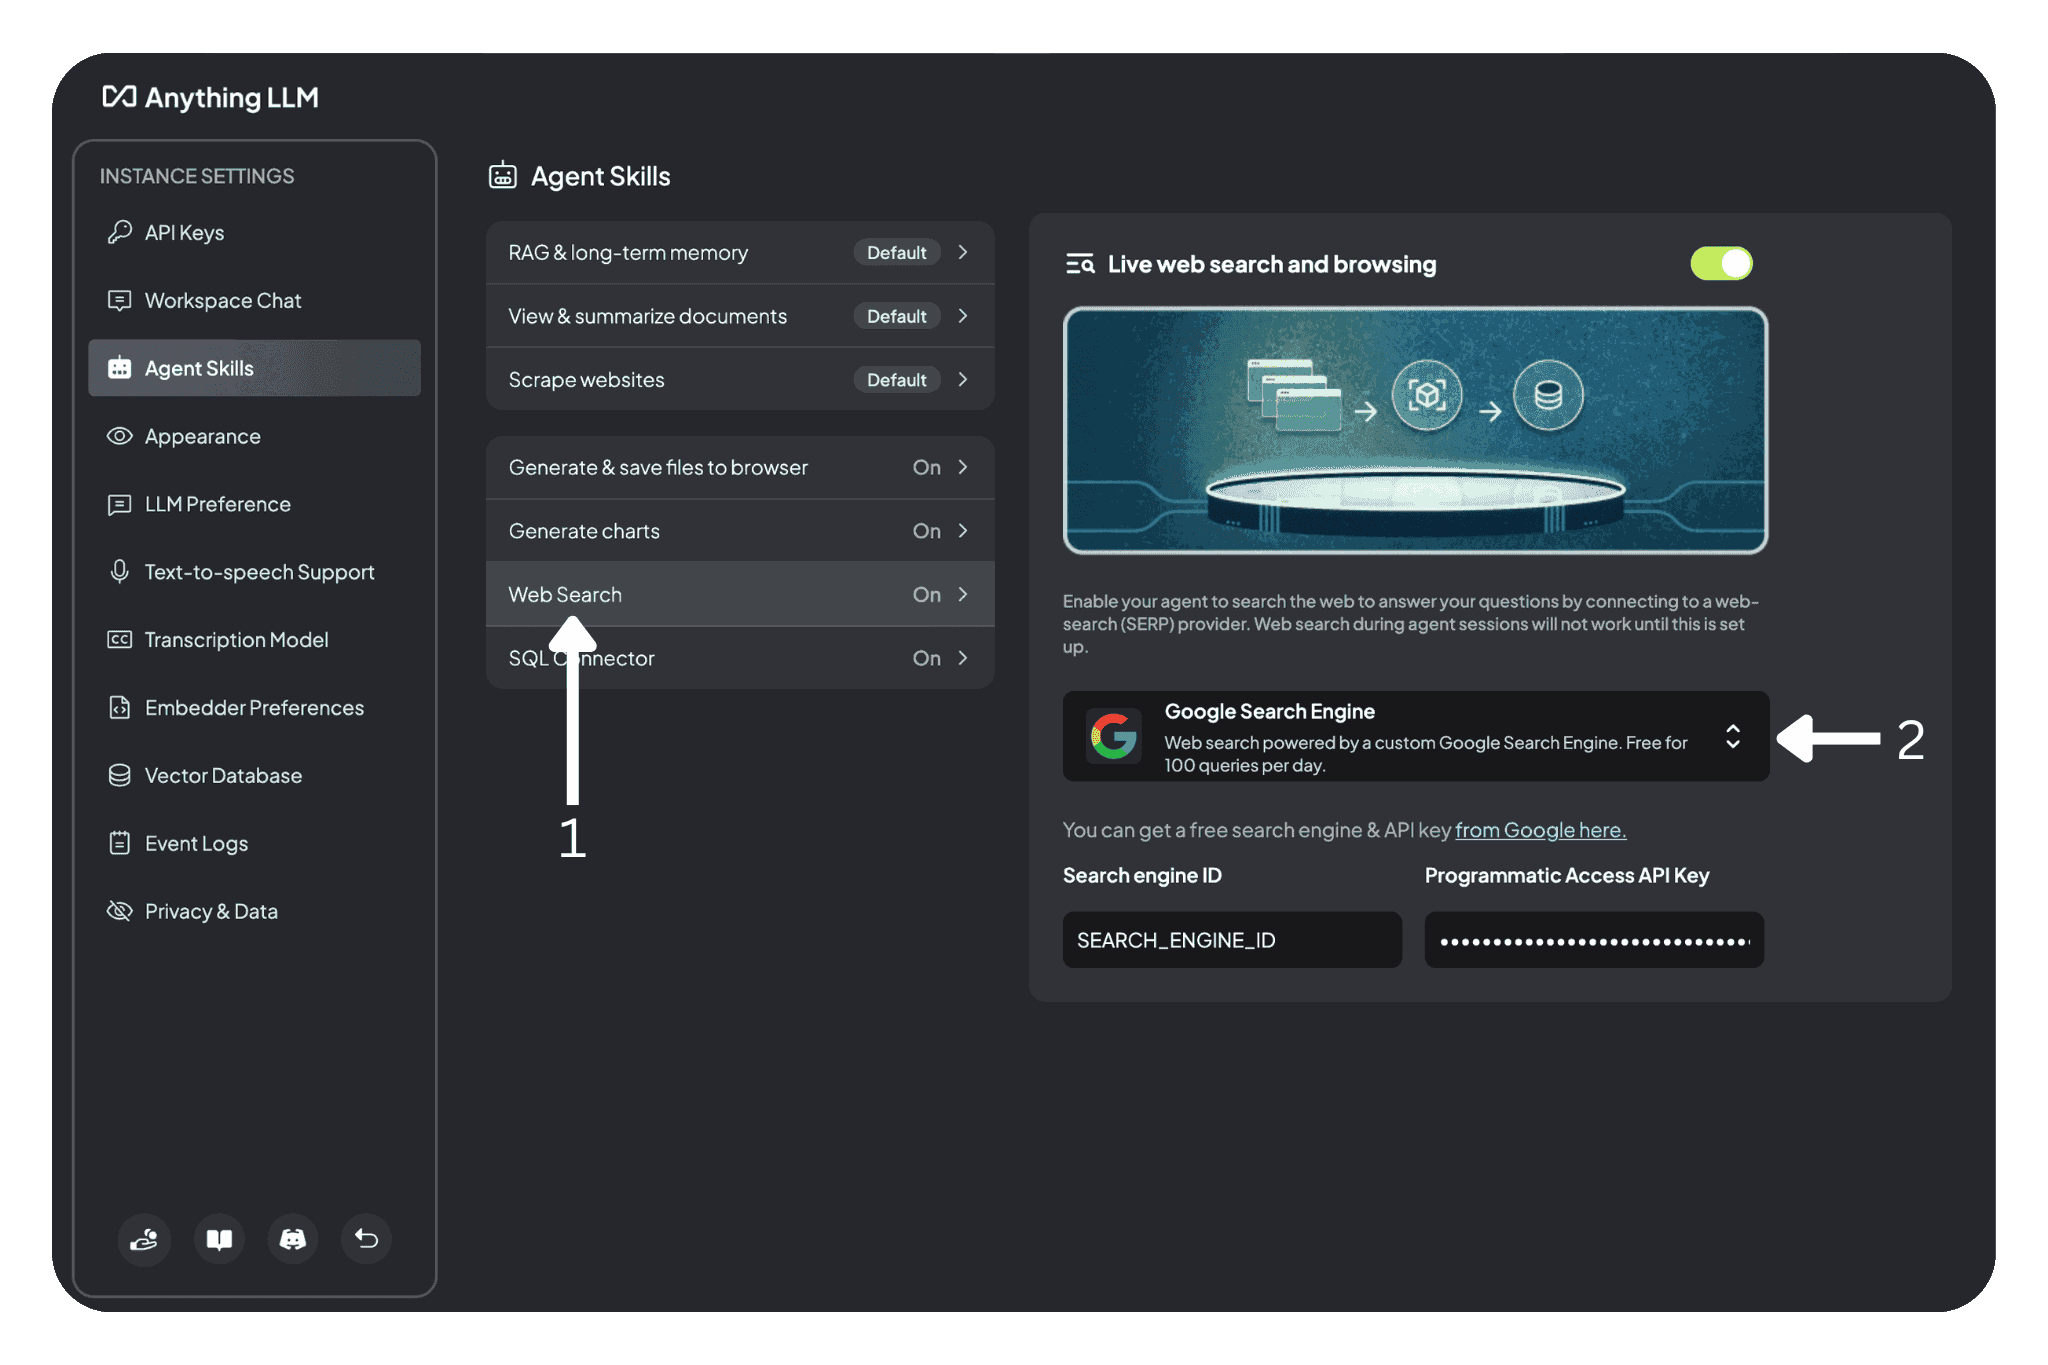 Anything LLM
INSTANCE SETTINGS
API Keys
Workspace Chat
Agent Skills
Appearance
LLM Preference
Text-to-speech Support
Transcription Model
Embedder Preferences
Vector Database
Event Logs
Privacy & Data
Agent Skills
RAG & long-term memory Default
View & summarize documents Default
Scrape websites Default
Generate & save files to browser On
Generate charts On
Web Search On
SQL Connector On
1
Live web search and browsing
Enable your agent to search the web to answer your questions by connecting to a web-
search (SERP) provider. Web search during agent sessions will not work until this is set
up.
Google Search Engine
Web search powered by a custom Google Search Engine. Free for
100 queries per day.
2
You can get a free search engine & API key from Google here.
Search engine ID
SEARCH_ENGINE_ID
Programmatic Access API Key